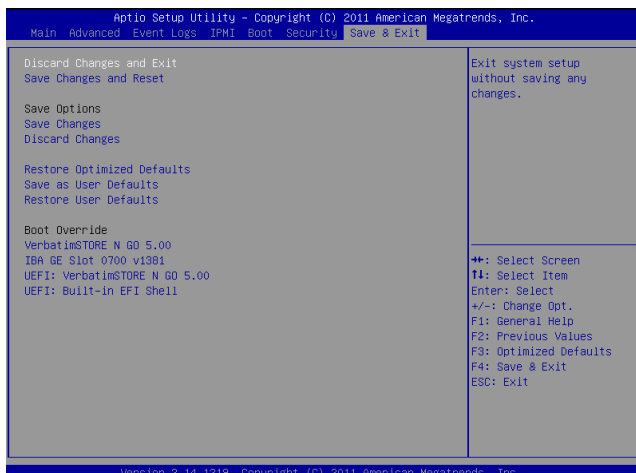 Aptio Setup Utility – Copyright (C) 2011 American Megatrends, Inc.
Main Advanced Event Logs IPMI Boot Security Save & Exit
Discard Changes and Exit
Save Changes and Reset
Save Options
Save Changes
Discard Changes
Restore Optimized Defaults
Save as User Defaults
Restore User Defaults
Boot Override
VerbatimSTORE N GO 5.00
IBA GE Slot 0700 v1381
UEFI: VerbatimSTORE N GO 5.00
UEFI: Built-in EFI Shell
Exit system setup
without saving any
changes.
→←: Select Screen
↑↓: Select Item
Enter: Select
+/-: Change Opt.
F1: General Help
F2: Previous Values
F3: Optimized Defaults
F4: Save & Exit
ESC: Exit
Version 2.14.1219. Copyright (C) 2011 American Megatrends, Inc.